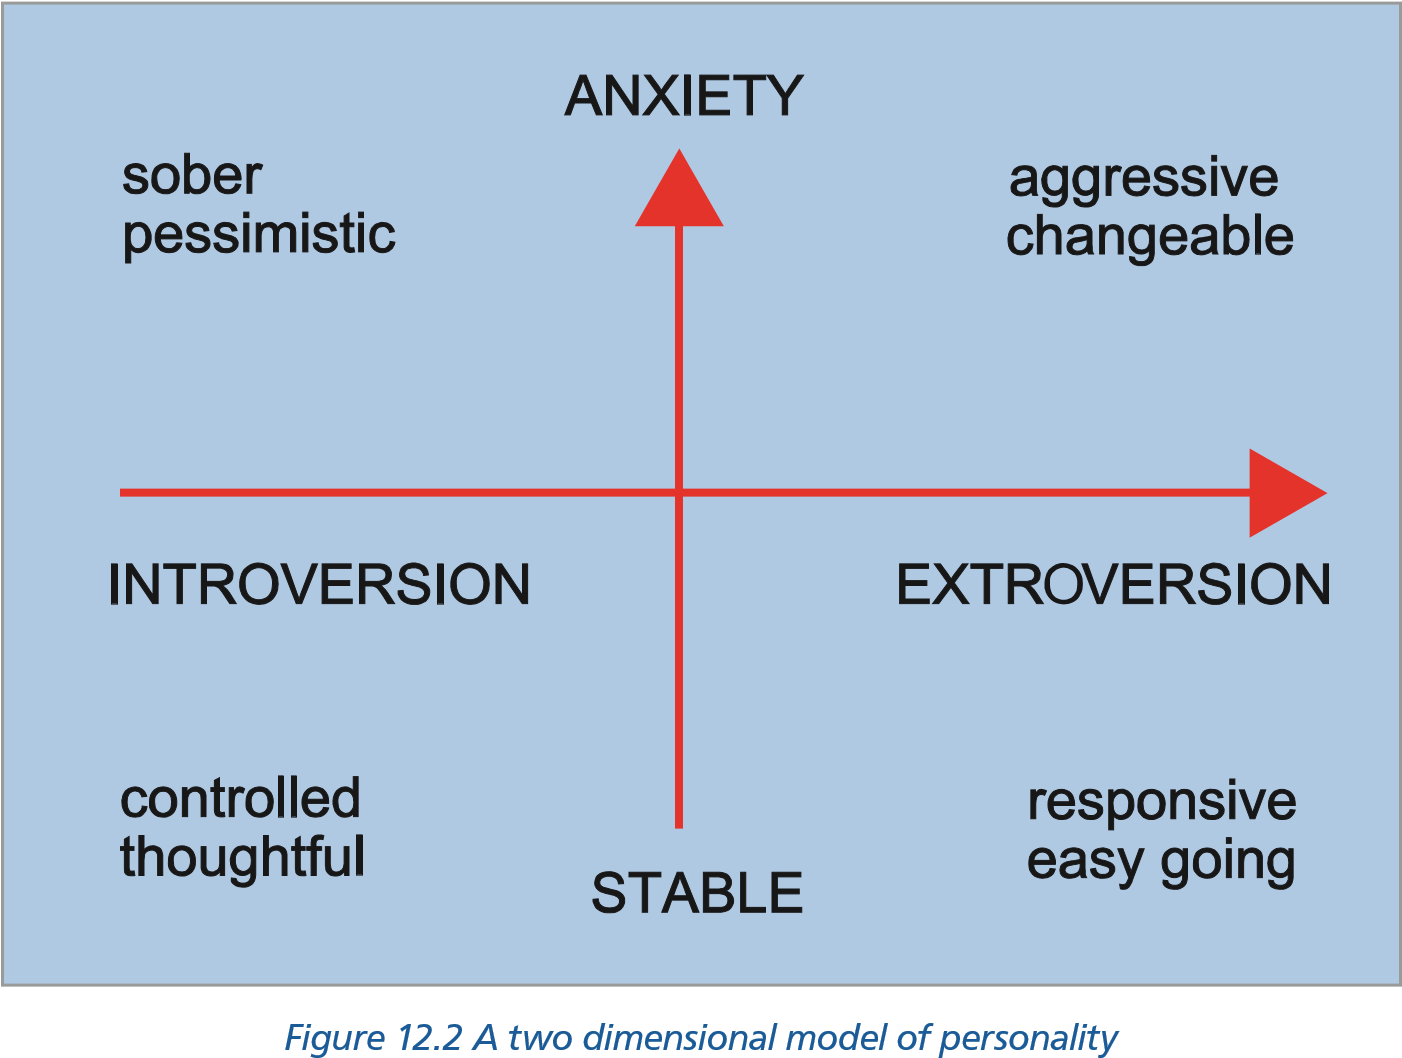 ANXIETY
sober
pessimistic
aggressive
changeable
INTROVERSION
EXTROVERSION
controlled
thoughtful
responsive
easy going
STABLE
Figure 12.2 A two dimensional model of personality